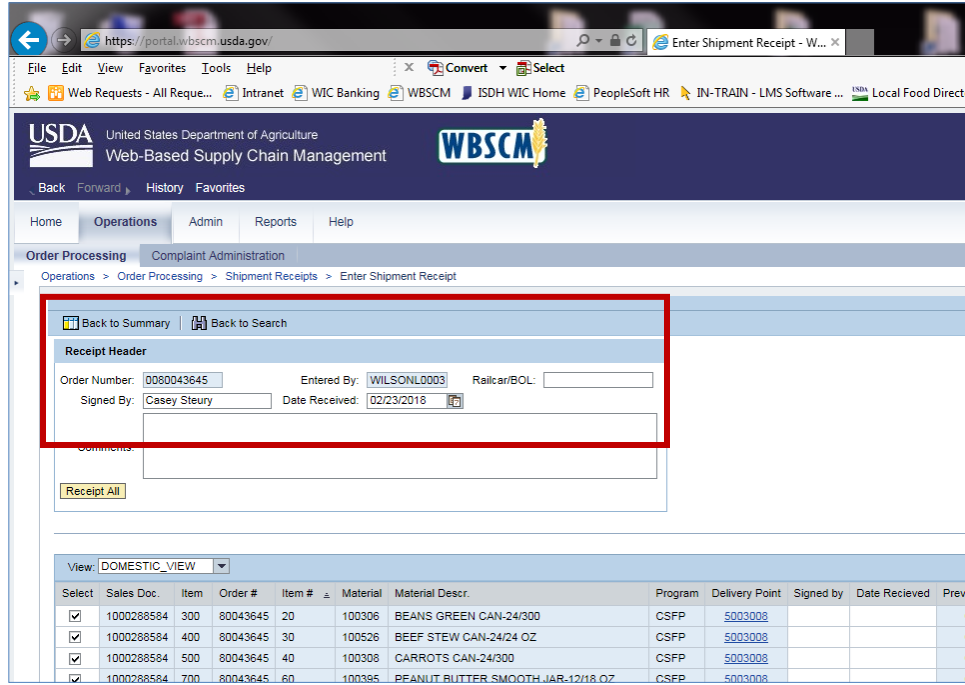 https://portal.wbscm.usda.gov/
Enter Shipment Receipt - W... ×
File Edit View Favorites Tools Help
X Convert Select
Web Requests - All Reque... Intranet WIC Banking WBSCM ISDH WIC Home PeopleSoft HR IN-TRAIN - LMS Software ... USDA Local Food Direct
USDA United States Department of Agriculture
Web-Based Supply Chain Management
WBSCM
Back Forward History Favorites
Home Operations Admin Reports Help
Order Processing Complaint Administration
Operations > Order Processing > Shipment Receipts > Enter Shipment Receipt
Back to Summary Back to Search
Receipt Header
Order Number: 0080043645 Entered By: WILSONL0003 Railcar/BOL:
Signed By: Casey Steury Date Received: 02/23/2018
Comments:
Receipt All
View: DOMESTIC_VIEW
Select Sales Doc. Item Order # Item # Material Material Descr. Program Delivery Point Signed by Date Recieved Prev
1000288584 300 80043645 20 100306 BEANS GREEN CAN-24/300 CSFP 5003008
1000288584 400 80043645 30 100526 BEEF STEW CAN-24/24 OZ CSFP 5003008
1000288584 500 80043645 40 100308 CARROTS CAN-24/300 CSFP 5003008
1000288584 700 80043645 60 100395 PEANUT BUTTER SMOOTH JAR-12/18 OZ CSFP 5003008